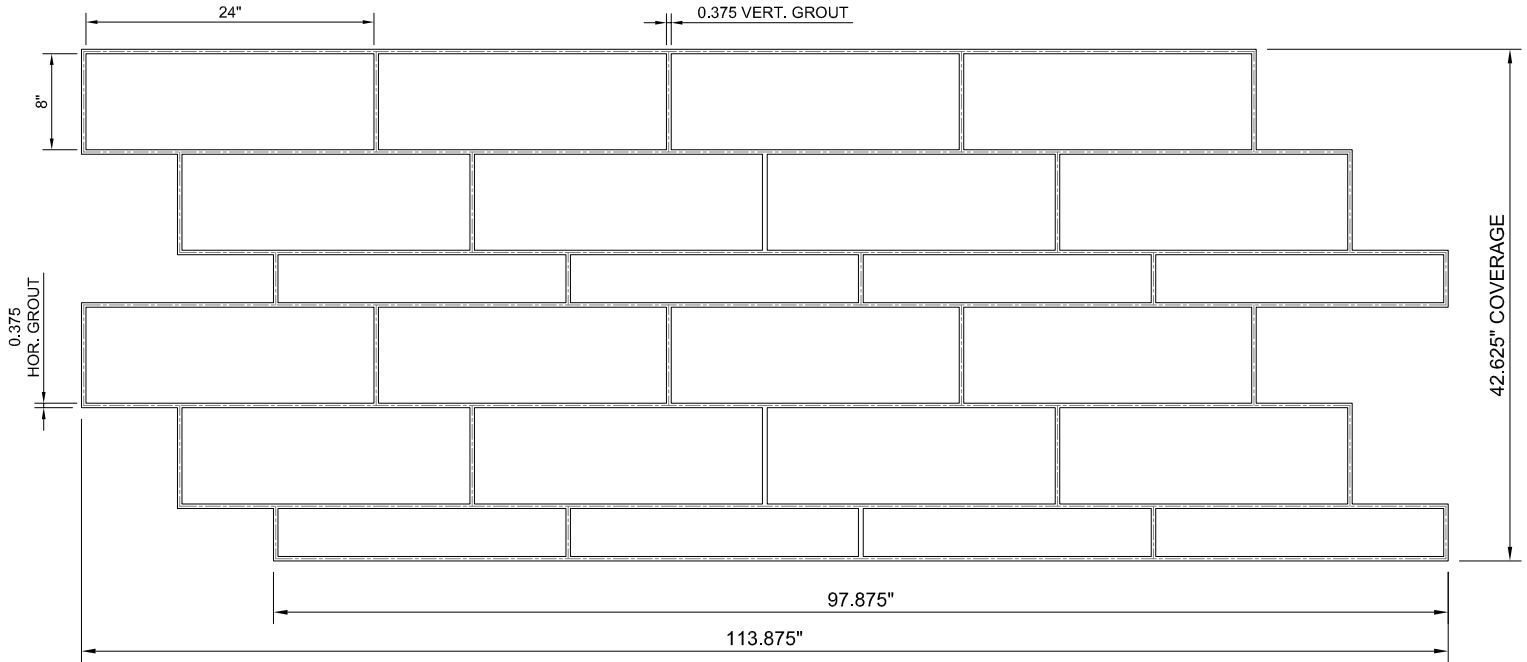 24"
0.375 VERT. GROUT
8"
0.375
HOR. GROUT
42.625" COVERAGE
97.875"
113.875"